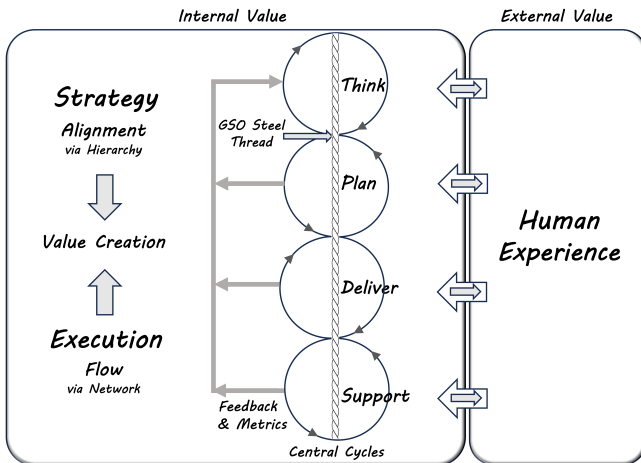 Internal Value
External Value
Strategy
Alignment
via Hierarchy
Value Creation
Execution
Flow
via Network
GSO Steel
Thread
Think
Plan
Deliver
Support
Feedback
& Metrics
Central Cycles
Human
Experience